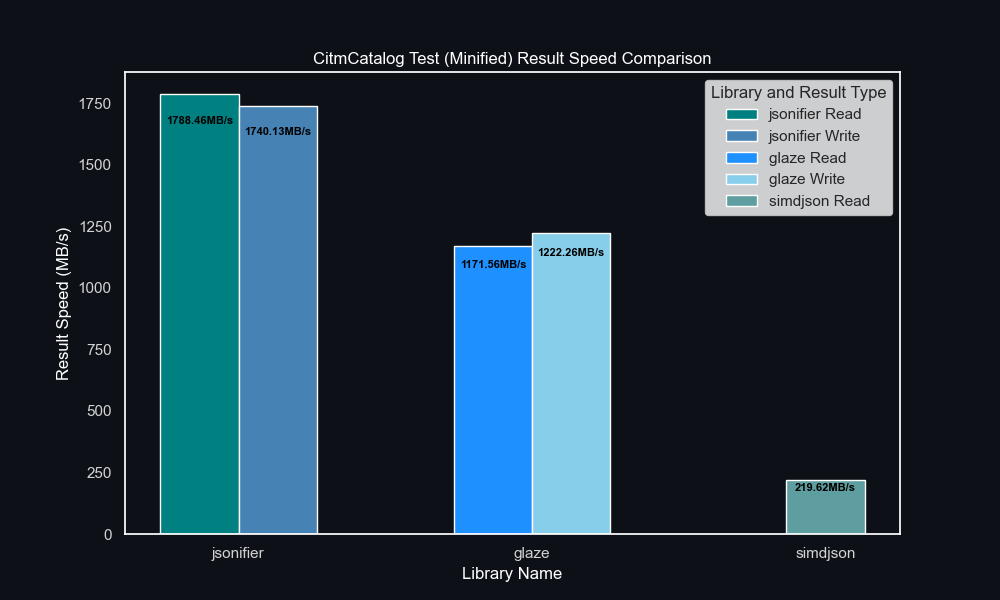 CitmCatalog Test (Minified) Result Speed Comparison
Result Speed (MB/s)
1750
1500
1250
1000
750
500
250
0
1788.46MB/s
1740.13MB/s
1171.56MB/s
1222.26MB/s
219.62MB/s
Library and Result Type
jsonifier Read
jsonifier Write
glaze Read
glaze Write
simdjson Read
jsonifier
glaze
simdjson
Library Name